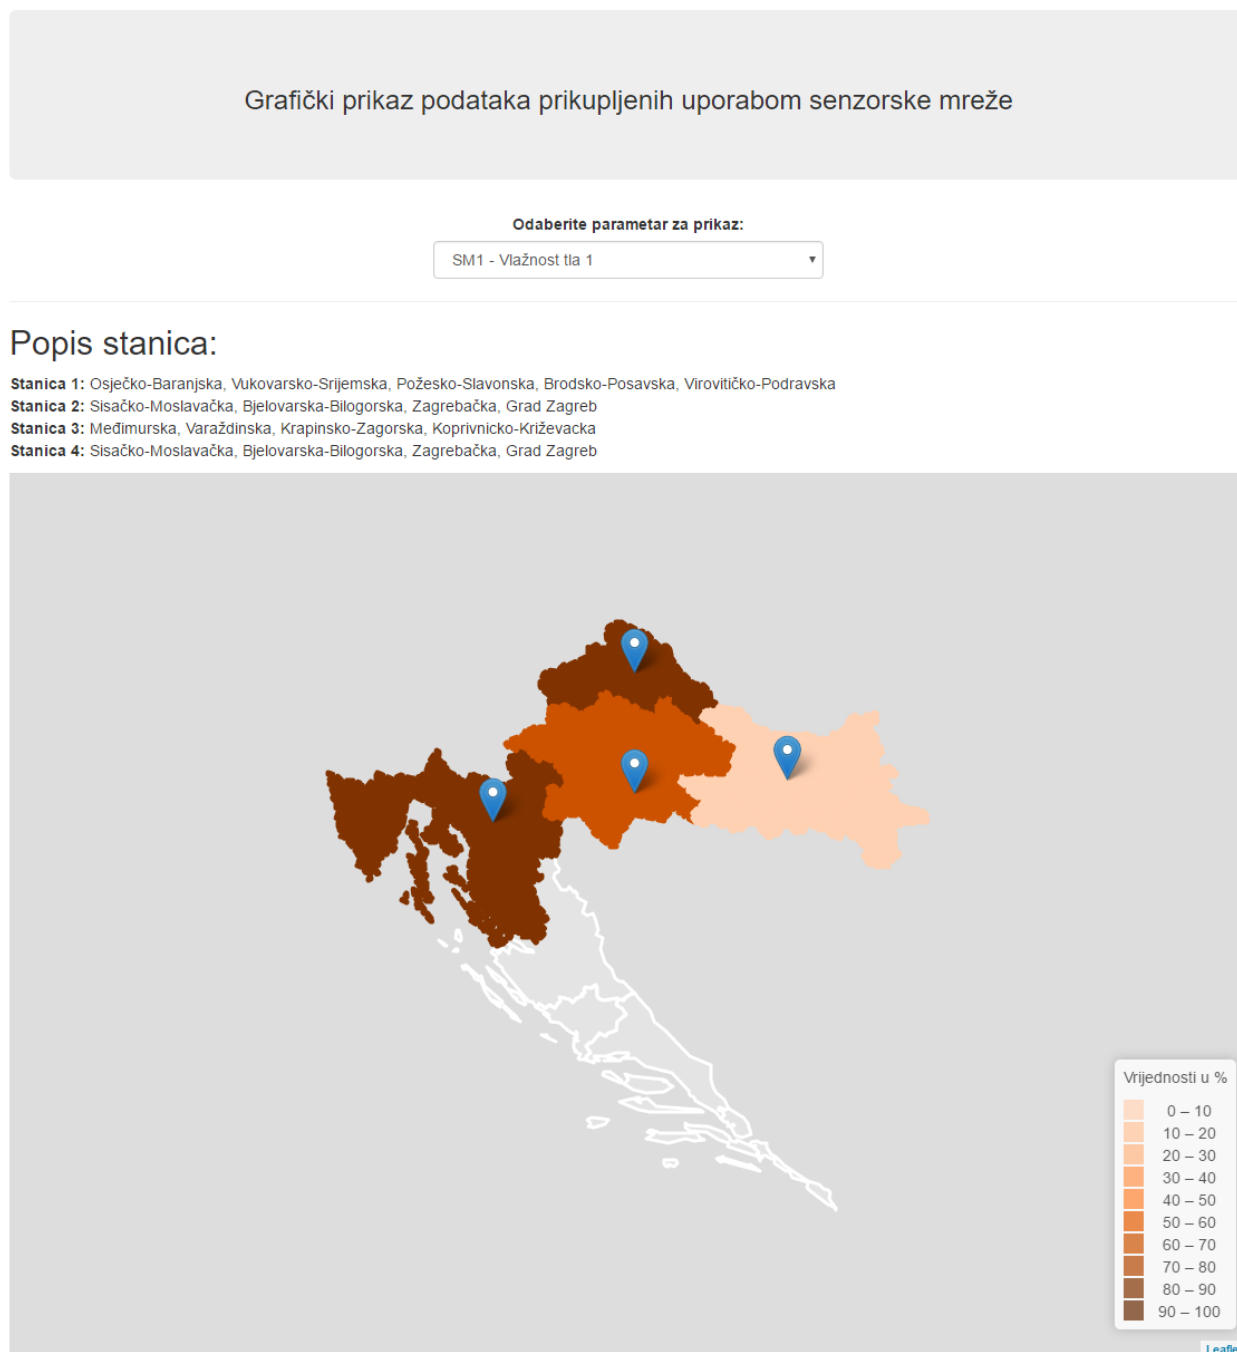 Grafički prikaz podataka prikupljenih uporabom senzorske mreže
Odaberite parametar za prikaz:
SM1 - Vlažnost tla 1
Popis stanica:
Stanica 1: Osječko-Baranjska, Vukovarsko-Srijemska, Požesko-Slavonska, Brodsko-Posavska, Virovitičko-Podravska
Stanica 2: Sisačko-Moslavačka, Bjelovarska-Bilogorska, Zagrebačka, Grad Zagreb
Stanica 3: Međimurska, Varaždinska, Krapinsko-Zagorska, Koprivnicko-Križevacka
Stanica 4: Sisačko-Moslavačka, Bjelovarska-Bilogorska, Zagrebačka, Grad Zagreb
Vrijednosti u %
0 – 10
10 – 20
20 – 30
30 – 40
40 – 50
50 – 60
60 – 70
70 – 80
80 – 90
90 – 100
Leafle